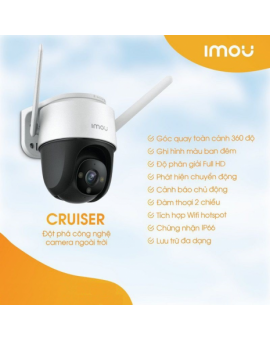 imou
imou
CRUISER
Đột phá công nghệ
camera ngoài trời
Góc quay toàn cảnh 360 độ
Ghi hình màu ban đêm
Độ phân giải Full HD
Phát hiện chuyển động
Cảnh báo chủ động
Đàm thoại 2 chiều
Tích hợp Wifi hotspot
Chứng nhận IP66
Lưu trữ đa dạng